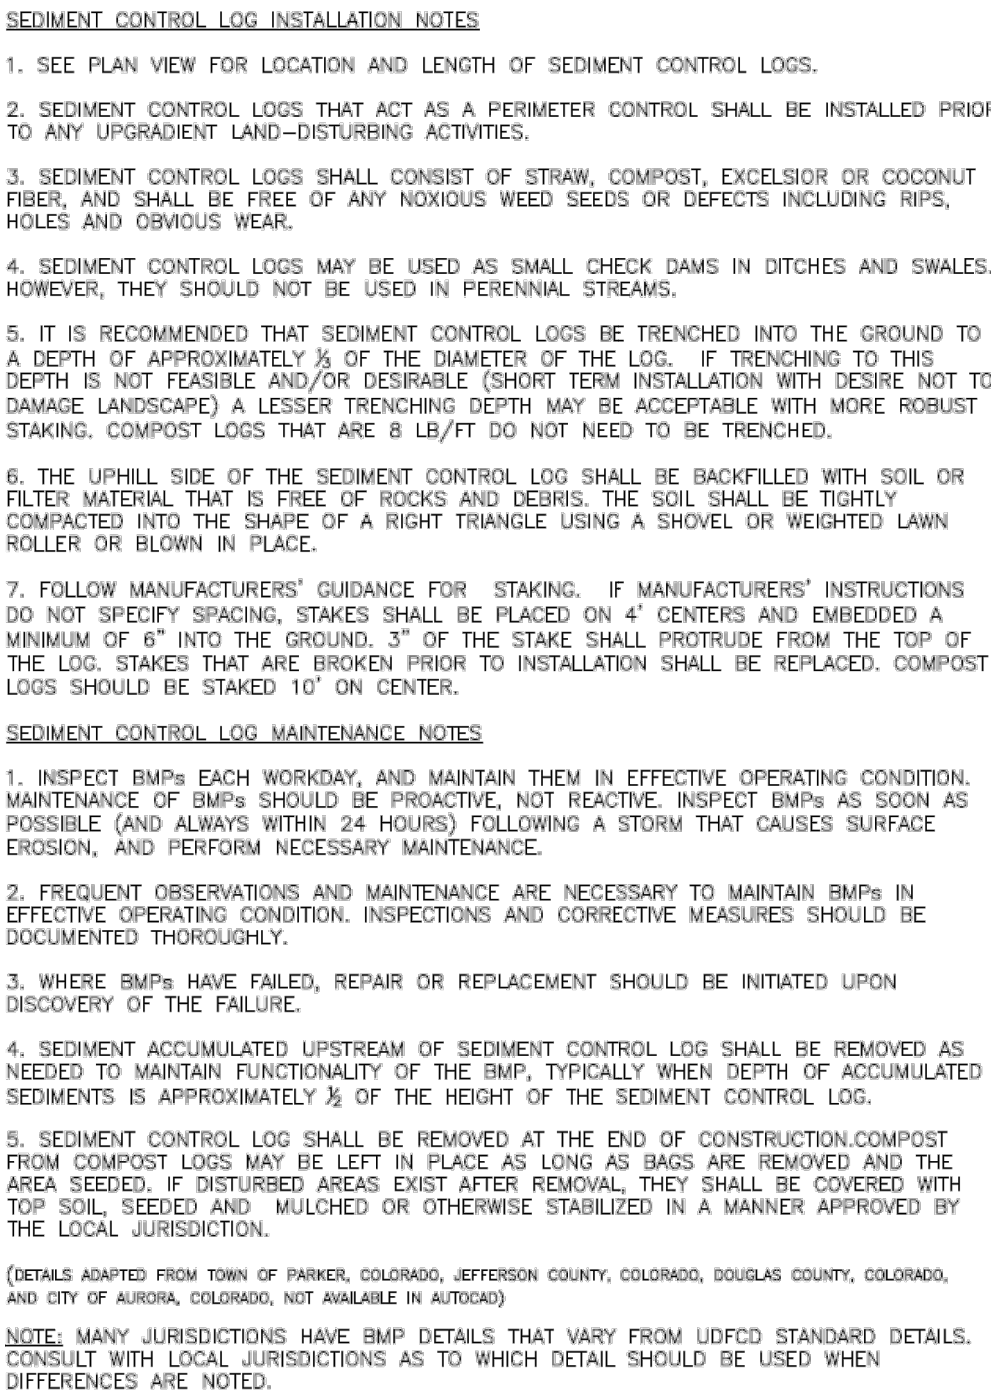 SEDIMENT CONTROL LOG INSTALLATION NOTES
1. SEE PLAN VIEW FOR LOCATION AND LENGTH OF SEDIMENT CONTROL LOGS.
2. SEDIMENT CONTROL LOGS THAT ACT AS A PERIMETER CONTROL SHALL BE INSTALLED PRIOR
TO ANY UPGRADIENT LAND-DISTURBING ACTIVITIES.
3. SEDIMENT CONTROL LOGS SHALL CONSIST OF STRAW, COMPOST, EXCELSIOR OR COCONUT
FIBER, AND SHALL BE FREE OF ANY NOXIOUS WEED SEEDS OR DEFECTS INCLUDING RIPS,
HOLES AND OBVIOUS WEAR.
4. SEDIMENT CONTROL LOGS MAY BE USED AS SMALL CHECK DAMS IN DITCHES AND SWALES.
HOWEVER, THEY SHOULD NOT BE USED IN PERENNIAL STREAMS.
5. IT IS RECOMMENDED THAT SEDIMENT CONTROL LOGS BE TRENCHED INTO THE GROUND TO
A DEPTH OF APPROXIMATELY ⅓ OF THE DIAMETER OF THE LOG. IF TRENCHING TO THIS
DEPTH IS NOT FEASIBLE AND/OR DESIRABLE (SHORT TERM INSTALLATION WITH DESIRE NOT TO
DAMAGE LANDSCAPE) A LESSER TRENCHING DEPTH MAY BE ACCEPTABLE WITH MORE ROBUST
STAKING. COMPOST LOGS THAT ARE 8 LB/FT DO NOT NEED TO BE TRENCHED.
6. THE UPHILL SIDE OF THE SEDIMENT CONTROL LOG SHALL BE BACKFILLED WITH SOIL OR
FILTER MATERIAL THAT IS FREE OF ROCKS AND DEBRIS. THE SOIL SHALL BE TIGHTLY
COMPACTED INTO THE SHAPE OF A RIGHT TRIANGLE USING A SHOVEL OR WEIGHTED LAWN
ROLLER OR BLOWN IN PLACE.
7. FOLLOW MANUFACTURERS' GUIDANCE FOR STAKING. IF MANUFACTURERS' INSTRUCTIONS
DO NOT SPECIFY SPACING, STAKES SHALL BE PLACED ON 4' CENTERS AND EMBEDDED A
MINIMUM OF 6" INTO THE GROUND. 3" OF THE STAKE SHALL PROTRUDE FROM THE TOP OF
THE LOG. STAKES THAT ARE BROKEN PRIOR TO INSTALLATION SHALL BE REPLACED. COMPOST
LOGS SHOULD BE STAKED 10' ON CENTER.
SEDIMENT CONTROL LOG MAINTENANCE NOTES
1. INSPECT BMPs EACH WORKDAY, AND MAINTAIN THEM IN EFFECTIVE OPERATING CONDITION.
MAINTENANCE OF BMPs SHOULD BE PROACTIVE, NOT REACTIVE. INSPECT BMPs AS SOON AS
POSSIBLE (AND ALWAYS WITHIN 24 HOURS) FOLLOWING A STORM THAT CAUSES SURFACE
EROSION, AND PERFORM NECESSARY MAINTENANCE.
2. FREQUENT OBSERVATIONS AND MAINTENANCE ARE NECESSARY TO MAINTAIN BMPs IN
EFFECTIVE OPERATING CONDITION. INSPECTIONS AND CORRECTIVE MEASURES SHOULD BE
DOCUMENTED THOROUGHLY.
3. WHERE BMPs HAVE FAILED, REPAIR OR REPLACEMENT SHOULD BE INITIATED UPON
DISCOVERY OF THE FAILURE.
4. SEDIMENT ACCUMULATED UPSTREAM OF SEDIMENT CONTROL LOG SHALL BE REMOVED AS
NEEDED TO MAINTAIN FUNCTIONALITY OF THE BMP, TYPICALLY WHEN DEPTH OF ACCUMULATED
SEDIMENTS IS APPROXIMATELY ½ OF THE HEIGHT OF THE SEDIMENT CONTROL LOG.
5. SEDIMENT CONTROL LOG SHALL BE REMOVED AT THE END OF CONSTRUCTION.COMPOST
FROM COMPOST LOGS MAY BE LEFT IN PLACE AS LONG AS BAGS ARE REMOVED AND THE
AREA SEEDED. IF DISTURBED AREAS EXIST AFTER REMOVAL, THEY SHALL BE COVERED WITH
TOP SOIL, SEEDED AND MULCHED OR OTHERWISE STABILIZED IN A MANNER APPROVED BY
THE LOCAL JURISDICTION.
(DETAILS ADAPTED FROM TOWN OF PARKER, COLORADO, JEFFERSON COUNTY, COLORADO, DOUGLAS COUNTY, COLORADO,
AND CITY OF AURORA, COLORADO, NOT AVAILABLE IN AUTOCAD)
NOTE: MANY JURISDICTIONS HAVE BMP DETAILS THAT VARY FROM UDFCD STANDARD DETAILS.
CONSULT WITH LOCAL JURISDICTIONS AS TO WHICH DETAIL SHOULD BE USED WHEN
DIFFERENCES ARE NOTED.